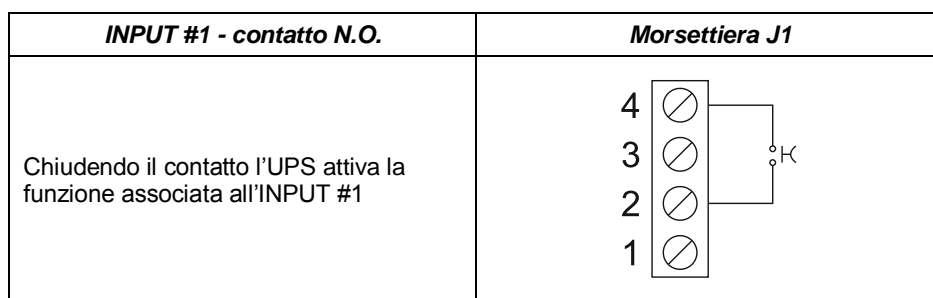 INPUT #1 - contatto N.O.
Morsettiera J1
Chiudendo il contatto l'UPS attiva la
funzione associata all'INPUT #1
4
3
2
1